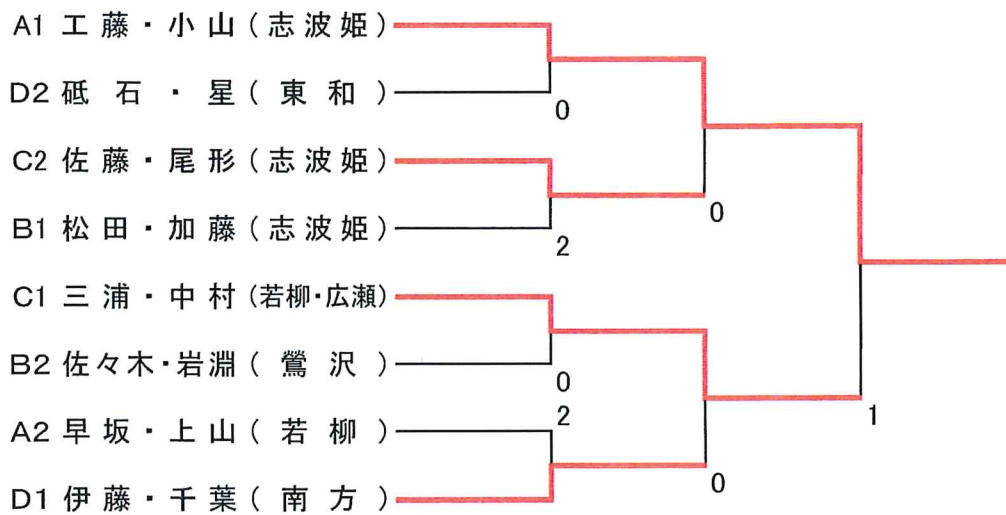 A1 工藤・小山(志波姫)
D2 砥石・星(東和)
0
C2 佐藤・尾形(志波姫)
0
B1 松田・加藤(志波姫)
2
C1 三浦・中村(若柳・広瀬)
B2 佐々木・岩淵(鶯沢)
0
A2 早坂・上山(若柳)
2
1
D1 伊藤・千葉(南方)
0